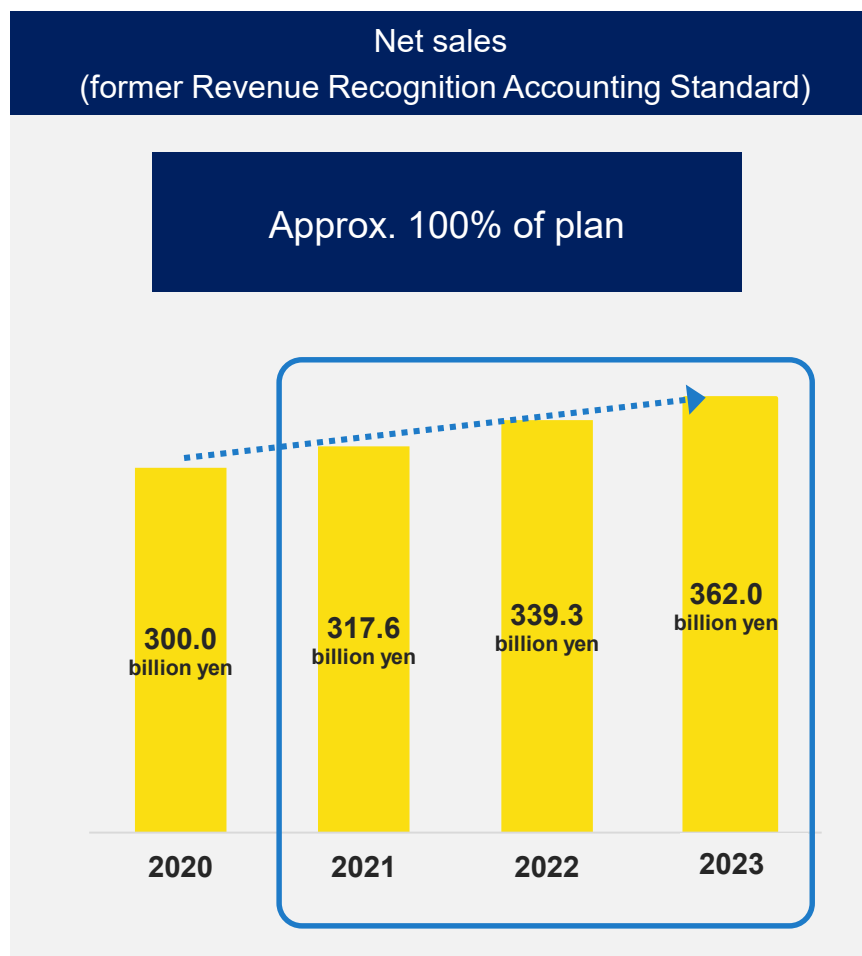 Net sales
(former Revenue Recognition Accounting Standard)
Approx. 100% of plan
300.0
billion yen
317.6
billion yen
339.3
billion yen
362.0
billion yen
2020
2021
2022
2023